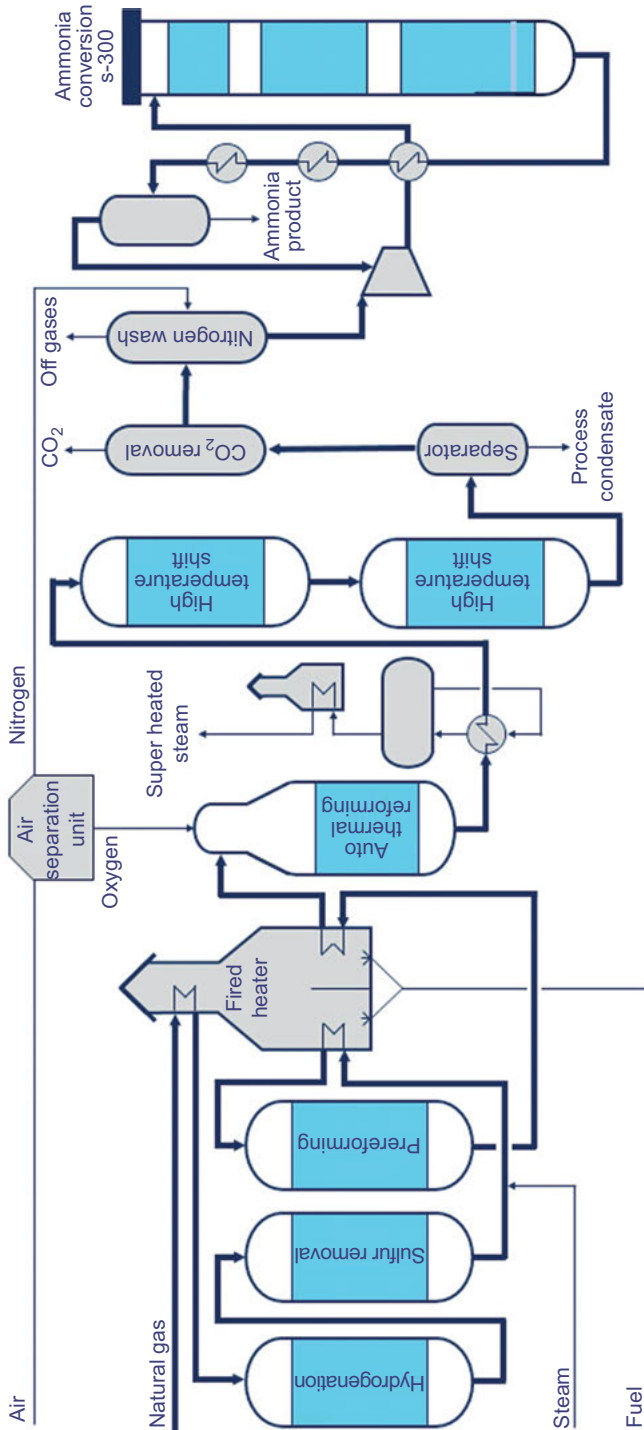 Air
Natural gas
Steam
Fuel
Hydrogenation
Sulfur removal
Prereforming
Fired
heater
Air
separation
unit
Oxygen
Nitrogen
Auto
thermal
reforming
Super heated
steam
High
temperature
shift
High
temperature
shift
Separator
Process
condensate
CO₂ removal
CO₂
Nitrogen wash
Off gases
Ammonia
product
Ammonia
conversion
s-300